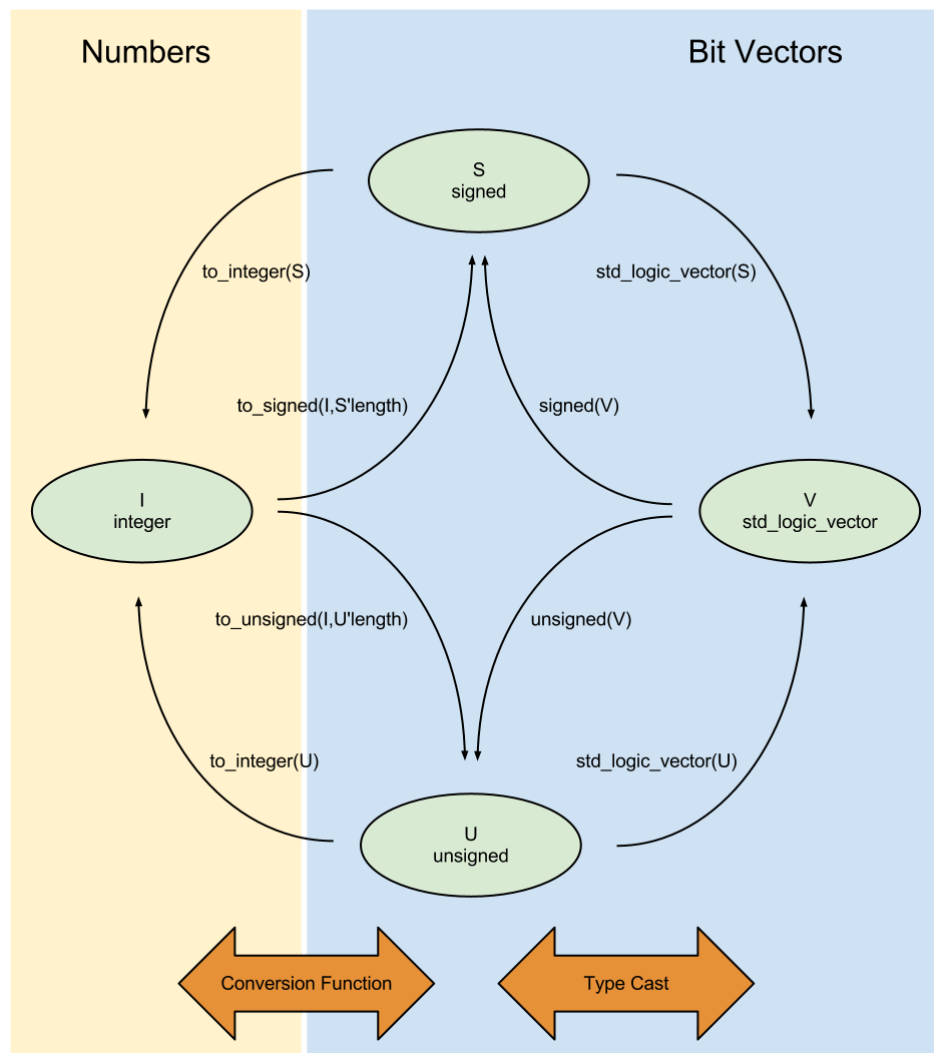 Numbers
Bit Vectors
S
signed
to_integer(S)
std_logic_vector(S)
to_signed(I,S'length)
signed(V)
I
integer
V
std_logic_vector
to_unsigned(I,U'length)
unsigned(V)
to_integer(U)
std_logic_vector(U)
U
unsigned
Conversion Function
Type Cast